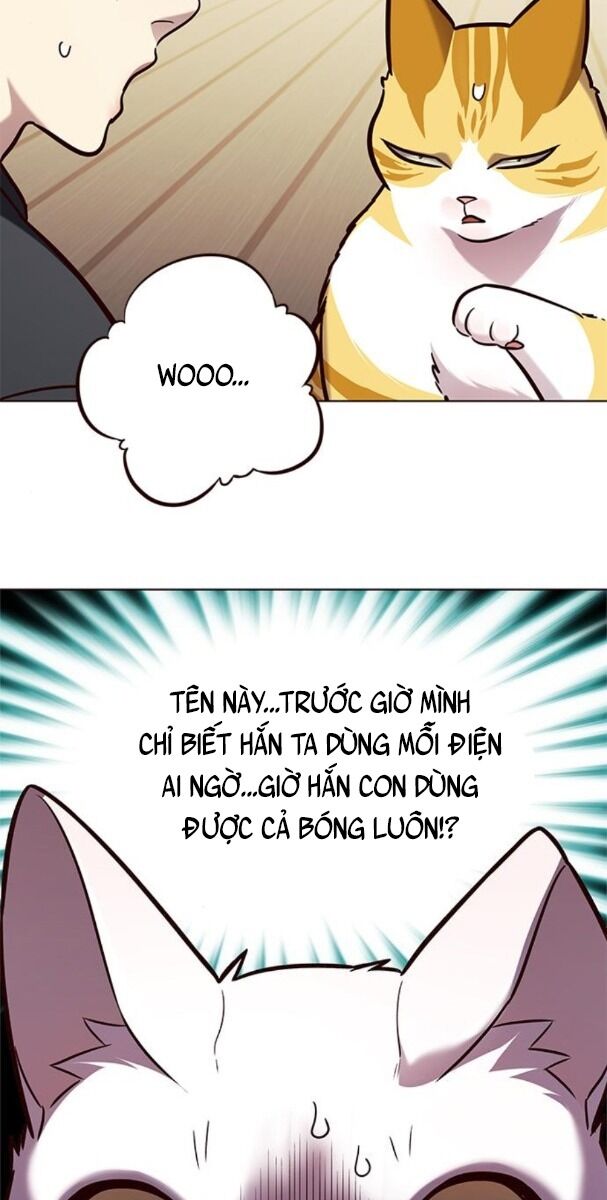 WOOO...
TÊN NÀY...TRƯỚC GIỜ MÌNH
CHỈ BIẾT HẮN TA DÙNG MỖI ĐIỆN
AI NGỜ...GIỜ HẮN CON DÙNG
ĐƯỢC CẢ BÓNG LUÔN!?